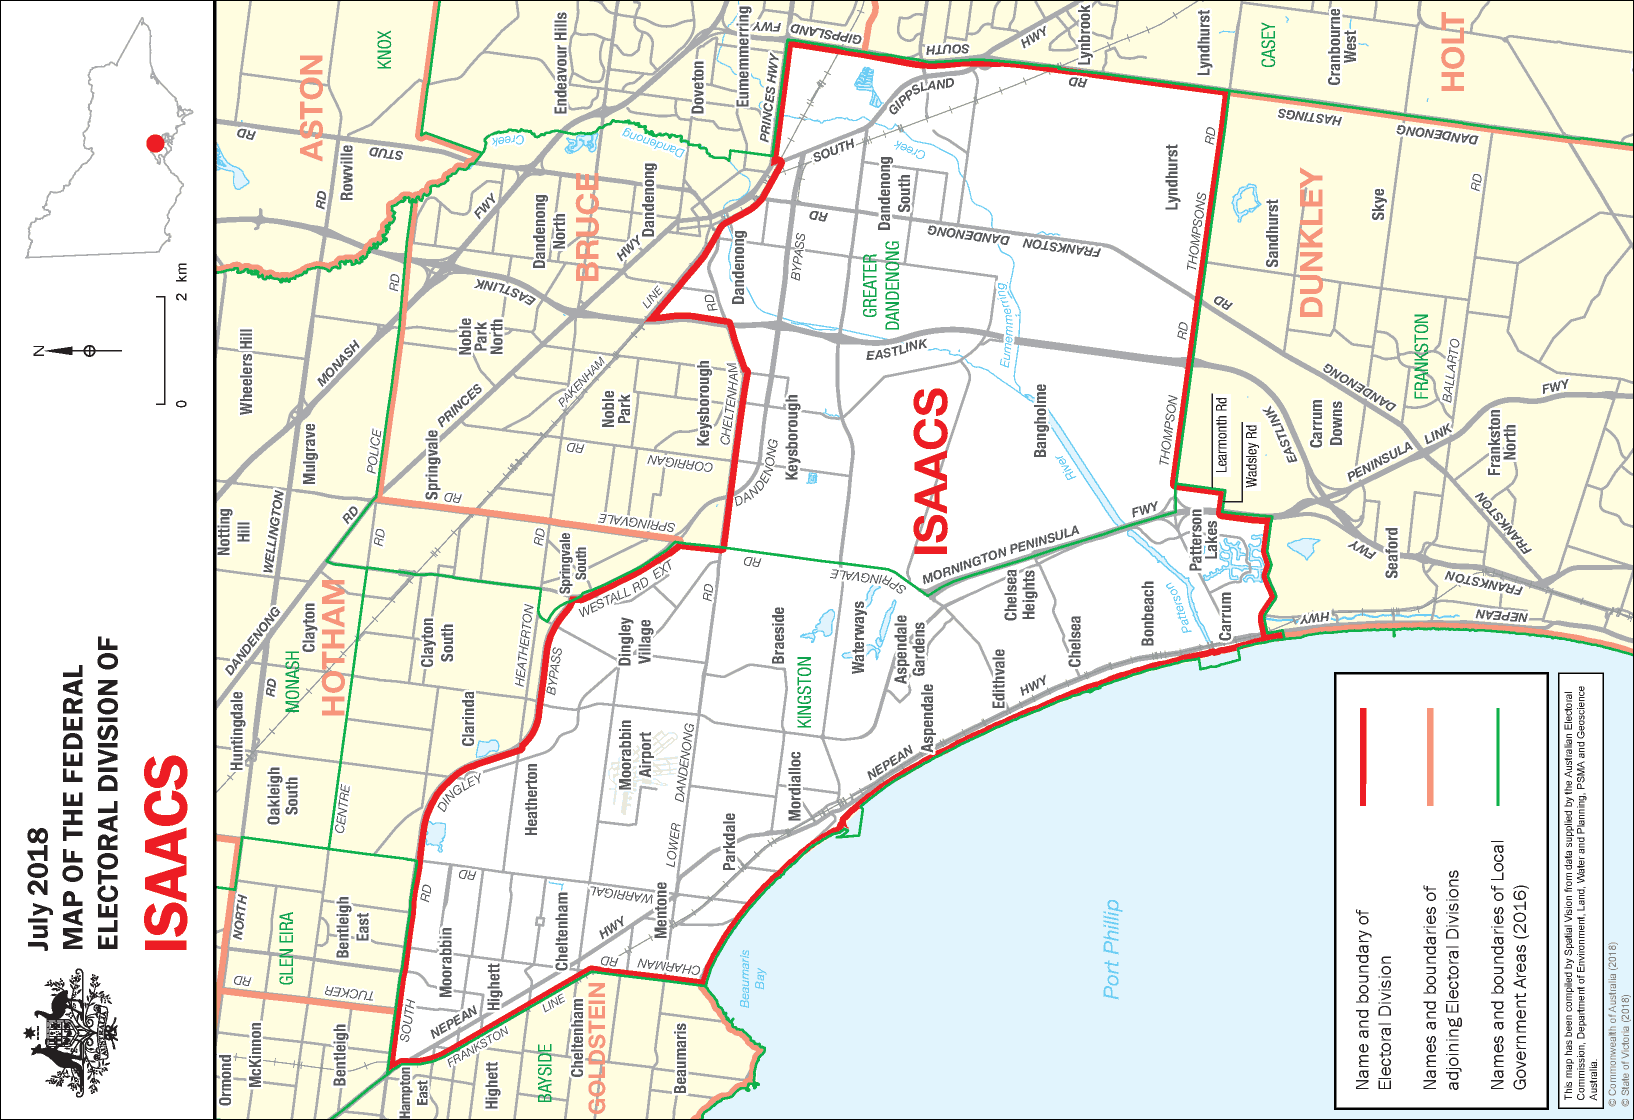 July 2018
MAP OF THE FEDERAL
ELECTORAL DIVISION OF
ISAACS
N
0 2 km
Ormond
McKinnon
Bentleigh
Hampton
East
Highett
BAYSIDE
Cheltenham
GOLDSTEIN
Beaumaris
Beaumaris
Bay
RD
NORTH
GLEN EIRA
TUCKER
Bentleigh
East
SOUTH
RD
NEPEAN
HWY
FRANKSTON
LINE
Moorabbin
Highett
Cheltenham
RD
WARRIGAL
RD
CHARMAN
Mentone
Parkdale
LOWER
DANDENONG
RD
Huntingdale
Oakleigh
South
CENTRE
RD
DINGLEY
BYPASS
Clarinda
Heatherton
Moorabbin
Airport
Mordialloc
NEPEAN
HWY
Aspendale
KINGSTON
DANDENONG
RD
RD
MONASH
Clayton
HOTHAM
Clayton
South
HEATHERTON
RD
Dingley
Village
Braeside
Waterways
Aspendale
Gardens
Edithvale
Chelsea
Chelsea
Heights
Bonbeach
Carrum
Patterson
River
Patterson
Lakes
Notting
Hill
WELLINGTON
RD
Springvale
South
WESTALL RD EXT
SPRINGVALE
RD
SPRINGVALE
RD
MORNINGTON PENINSULA
FWY
Wheelers Hill
Mulgrave
MONASH
FWY
POLICE
RD
Springvale
PRINCES
HWY
PAKENHAM
LINE
Noble
Park
North
Noble
Park
CORRIGAN
RD
Keysborough
CHELTENHAM
RD
DANDENONG
BYPASS
Keysborough
ISAACS
Bangholme
EASTLINK
EASTLINK
Eumemmerring
Creek
GREATER
DANDENONG
ASTON
KNOX
RD
STUD
Rowville
Creek
Dandenong
Endeavour Hills
Dandenong
North
BRUCE
Dandenong
Dandenong
Doveton
Eumemmerring
PRINCES HWY
FWY
GIPPSLAND
SOUTH
GIPPSLAND
SOUTH
HWY
Lynbrook
RD
Dandenong
South
RD
DANDENONG
FRANKSTON
Lyndhurst
Lyndhurst
THOMPSONS
RD
RD
THOMPSON
CASEY
Cranbourne
West
HOLT
HASTINGS
DANDENONG
DUNKLEY
Sandhurst
Skye
RD
RD
DANDENONG
FRANKSTON
BALLARTO
Learmonth Rd
Wadsley Rd
EASTLINK
Carrum
Downs
PENINSULA LINK
FWY
Frankston
North
FRANKSTON
FRANKSTON
FWY
Seaford
FRANKSTON
NEPEAN
HWY
Port Phillip
Name and boundary of
Electoral Division
Names and boundaries of
adjoining Electoral Divisions
Names and boundaries of Local
Government Areas (2016)
This map has been compiled by Spatial Vision from data supplied by the Australian Electoral
Commission, Department of Environment, Land, Water and Planning, PSMA and Geoscience
Australia.
© Commonwealth of Australia (2018)
© State of Victoria (2018)